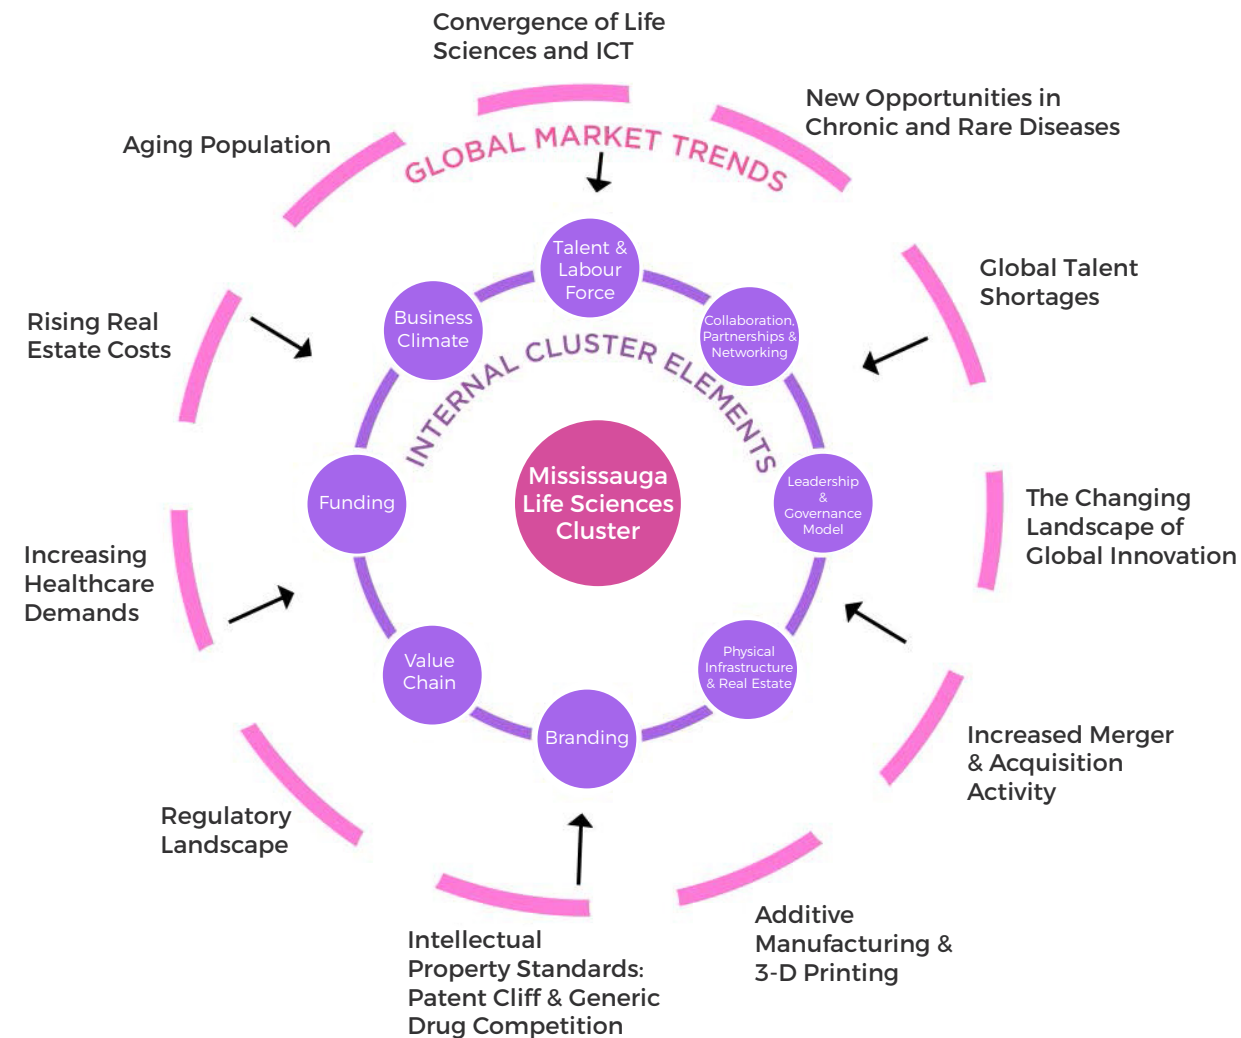 Convergence of Life
Sciences and ICT
New Opportunities in
Chronic and Rare Diseases
Aging Population
GLOBAL MARKET TRENDS
Global Talent
Shortages
Rising Real
Estate Costs
Talent &
Labour
Force
Business
Climate
Collaboration,
Partnerships &
Networking
INTERNAL CLUSTER ELEMENTS
Mississauga
Life Sciences
Cluster
Funding
Leadership
&
Governance
Model
The Changing
Landscape of
Global Innovation
Increasing
Healthcare
Demands
Value
Chain
Physical
Infrastructure
& Real Estate
Branding
Increased Merger
& Acquisition
Activity
Regulatory
Landscape
Intellectual
Property Standards:
Patent Cliff & Generic
Drug Competition
Additive
Manufacturing &
3-D Printing